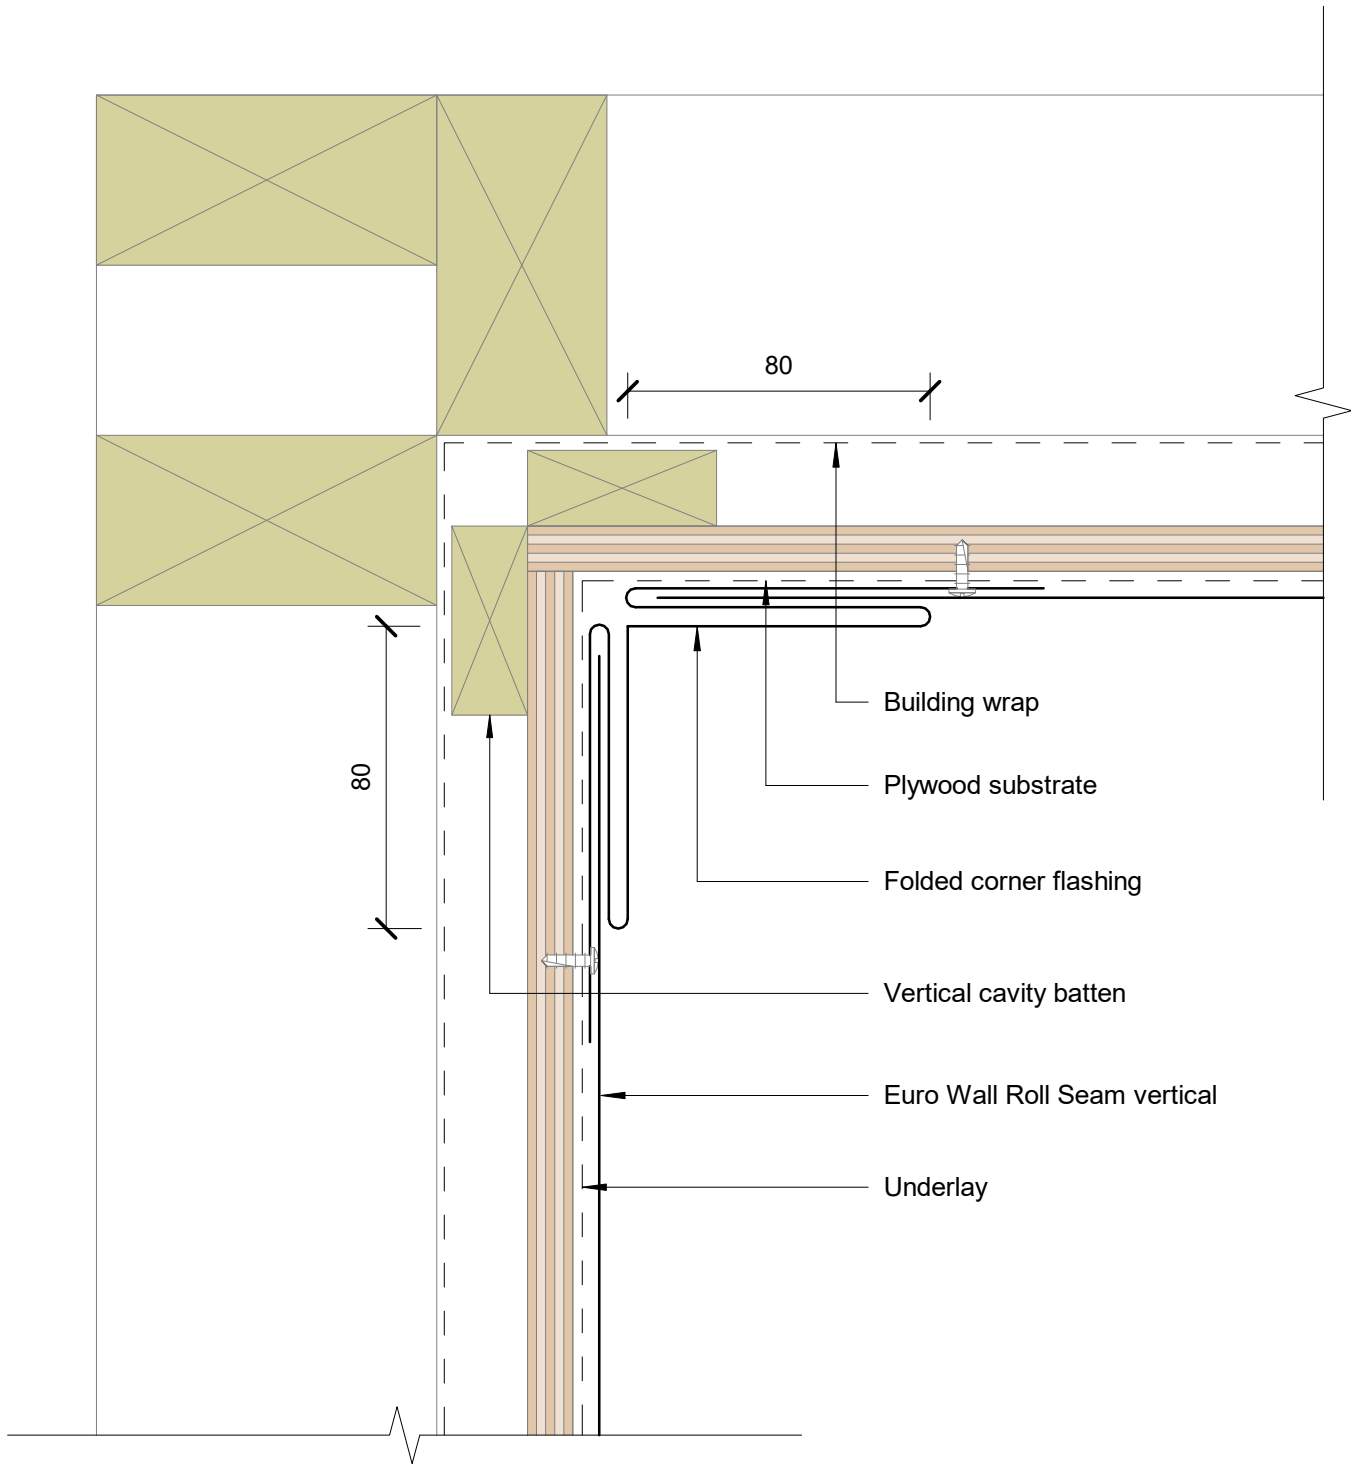 80
Building wrap
80
Plywood substrate
Folded corner flashing
Vertical cavity batten
Euro Wall Roll Seam vertical
Underlay